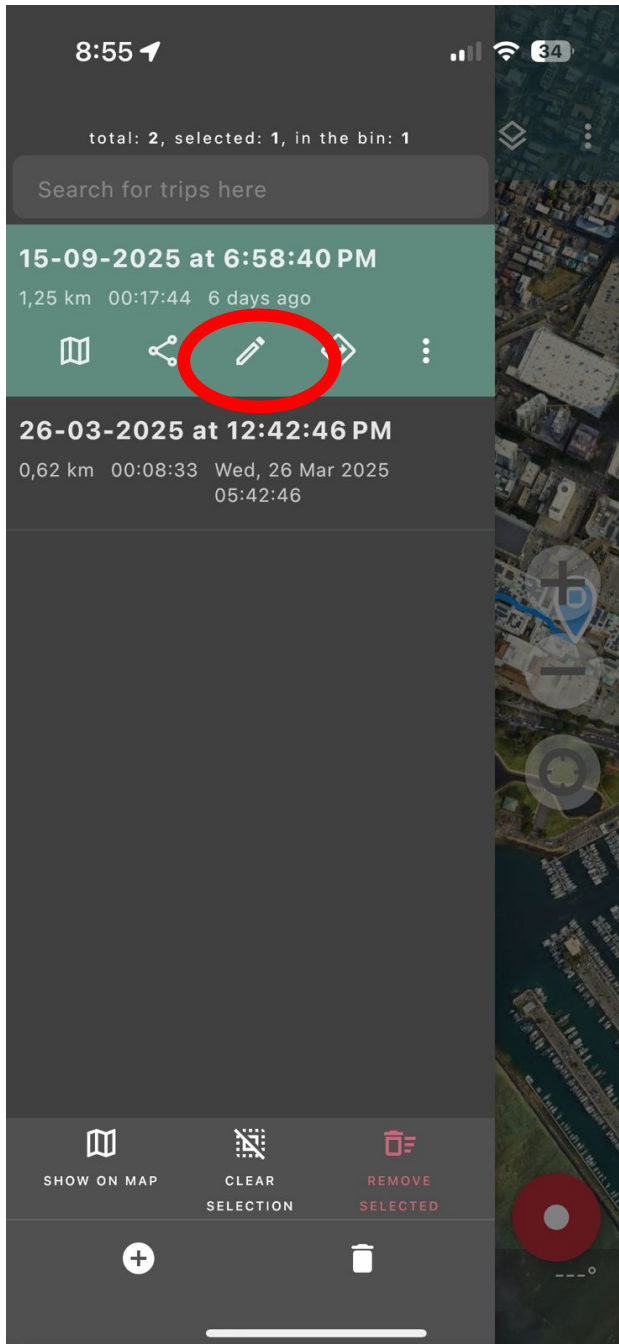 8:55
34
total: 2, selected: 1, in the bin: 1
Search for trips here
15-09-2025 at 6:58:40 PM
1,25 km 00:17:44 6 days ago
26-03-2025 at 12:42:46 PM
0,62 km 00:08:33 Wed, 26 Mar 2025
05:42:46
SHOW ON MAP
CLEAR
SELECTION
REMOVE
SELECTED
---°